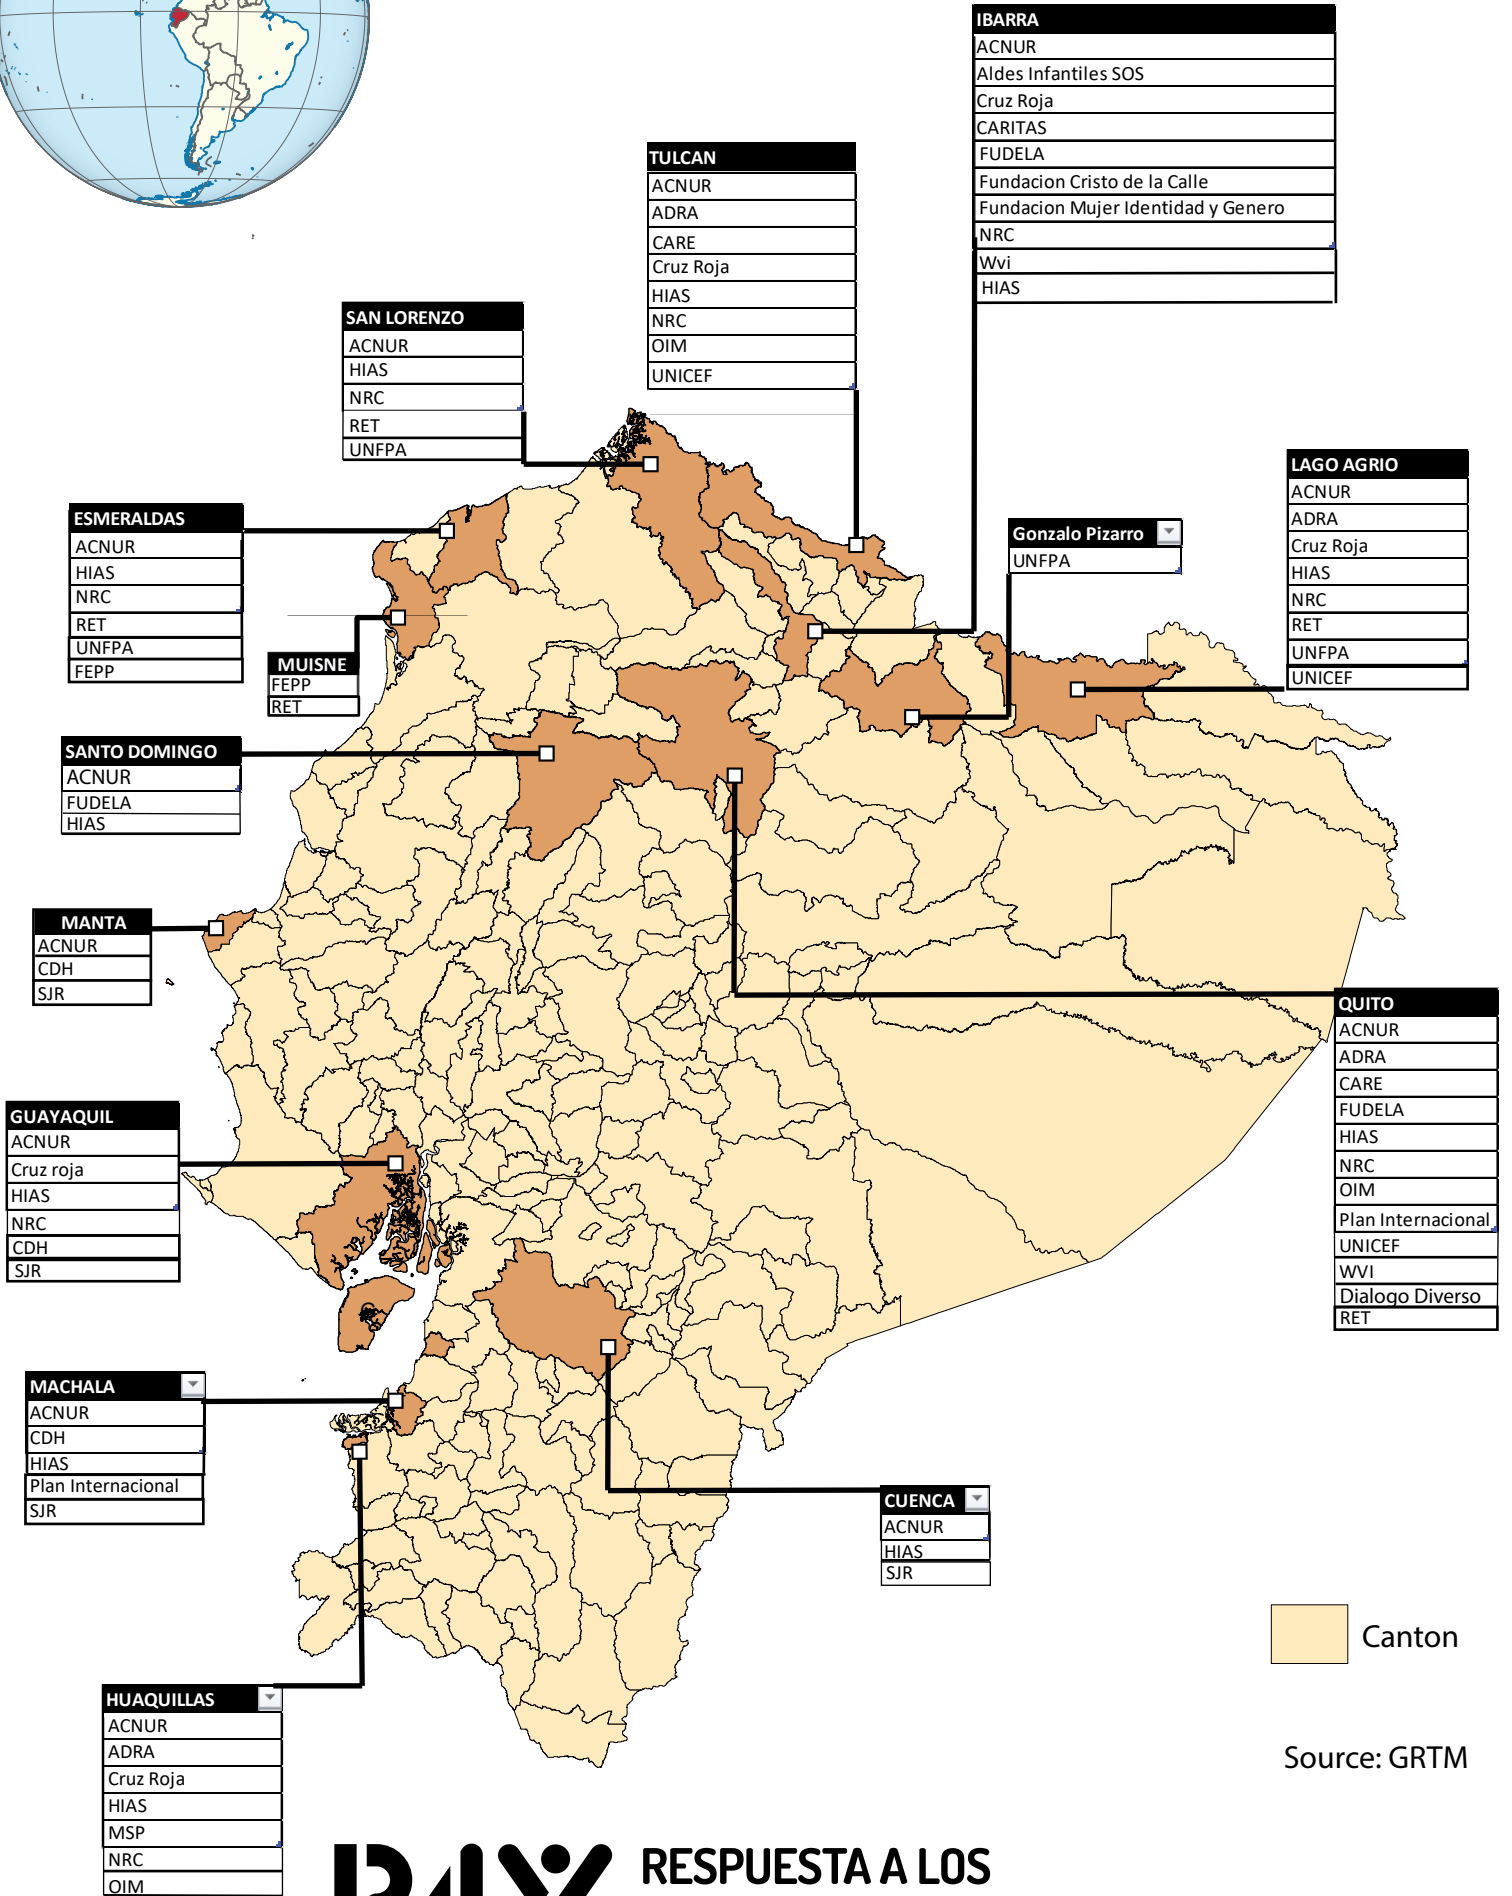 IBARRA
ACNUR
Aldes Infantiles SOS
Cruz Roja
CARITAS
FUDELA
Fundacion Cristo de la Calle
Fundacion Mujer Identidad y Genero
NRC
Wvi
HIAS
TULCAN
ACNUR
ADRA
CARE
Cruz Roja
HIAS
NRC
OIM
UNICEF
SAN LORENZO
ACNUR
HIAS
NRC
RET
UNFPA
LAGO AGRIO
ACNUR
ADRA
Cruz Roja
HIAS
NRC
RET
UNFPA
UNICEF
ESMERALDAS
ACNUR
HIAS
NRC
RET
UNFPA
FEPP
Gonzalo Pizarro
UNFPA
MUISNE
FEPP
RET
SANTO DOMINGO
ACNUR
FUDELA
HIAS
MANTA
ACNUR
CDH
SJR
QUITO
ACNUR
ADRA
CARE
FUDELA
HIAS
NRC
OIM
Plan Internacional
UNICEF
WVI
Dialogo Diverso
RET
GUAYAQUIL
ACNUR
Cruz roja
HIAS
NRC
CDH
SJR
MACHALA
ACNUR
CDH
HIAS
Plan Internacional
SJR
CUENCA
ACNUR
HIAS
SJR
Canton
HUAQUILLAS
ACNUR
ADRA
Cruz Roja
HIAS
MSP
NRC
OIM
Source: GRTM
RESPUESTA A LOS